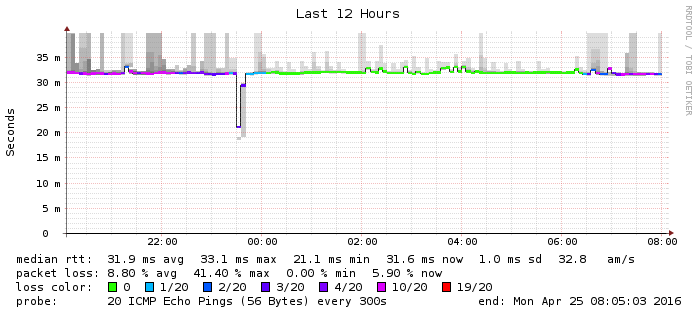 Last 12 Hours
RRDTOOL / TOBI OETIKER
Seconds
35 m
30 m
25 m
20 m
15 m
10 m
5 m
0
22:00 00:00 02:00 04:00 06:00 08:00
median rtt: 31.9 ms avg 33.1 ms max 21.1 ms min 31.6 ms now 1.0 ms sd 32.8 am/s
packet loss: 8.80 % avg 41.40 % max 0.00 % min 5.90 % now
loss color: 0 1/20 2/20 3/20 4/20 10/20 19/20
probe: 20 ICMP Echo Pings (56 Bytes) every 300s end: Mon Apr 25 08:05:03 2016